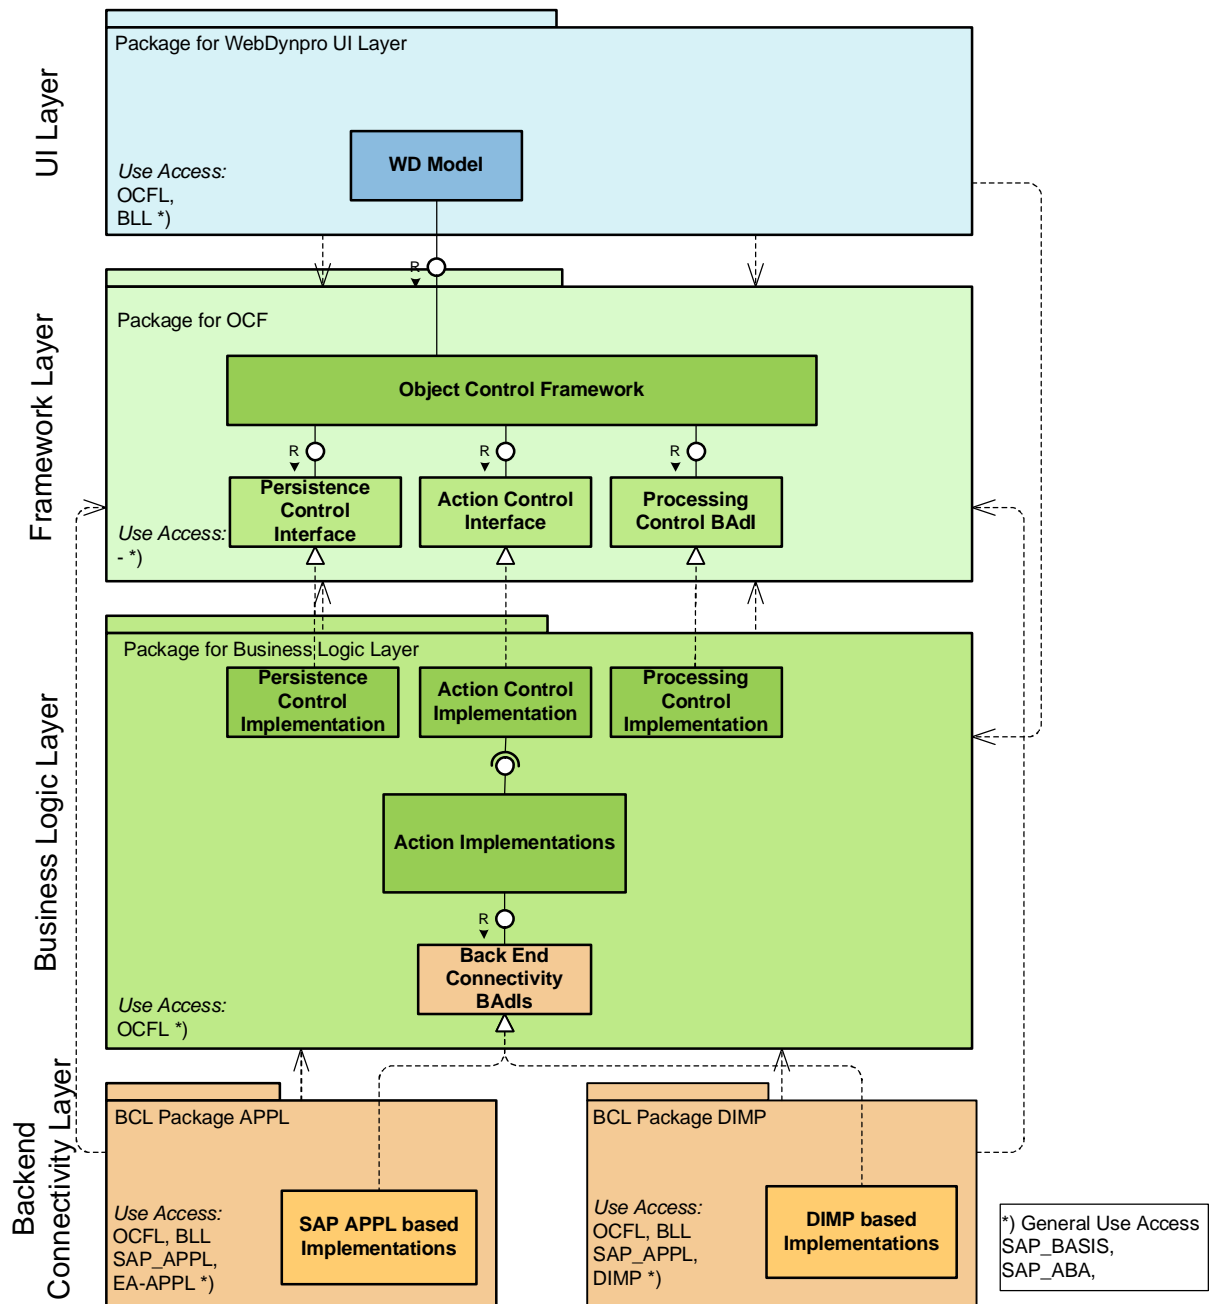 UI Layer
Package for WebDynpro UI Layer
WD Model
Use Access:
OCFL,
BLL *)
R
Framework Layer
Package for OCF
Object Control Framework
R
R
R
Persistence
Control
Interface
Action Control
Interface
Processing
Control BAdI
Use Access:
- *)
Business Logic Layer
Package for Business Logic Layer
Persistence
Control
Implementation
Action Control
Implementation
Processing
Control
Implementation
Action Implementations
R
Back End
Connectivity
BAdIs
Use Access:
OCFL *)
Backend
Connectivity Layer
BCL Package APPL
Use Access:
OCFL, BLL
SAP_APPL,
EA-APPL *)
SAP APPL based
Implementations
BCL Package DIMP
Use Access:
OCFL, BLL
SAP_APPL,
DIMP *)
DIMP based
Implementations
*) General Use Access
SAP_BASIS,
SAP_ABA,